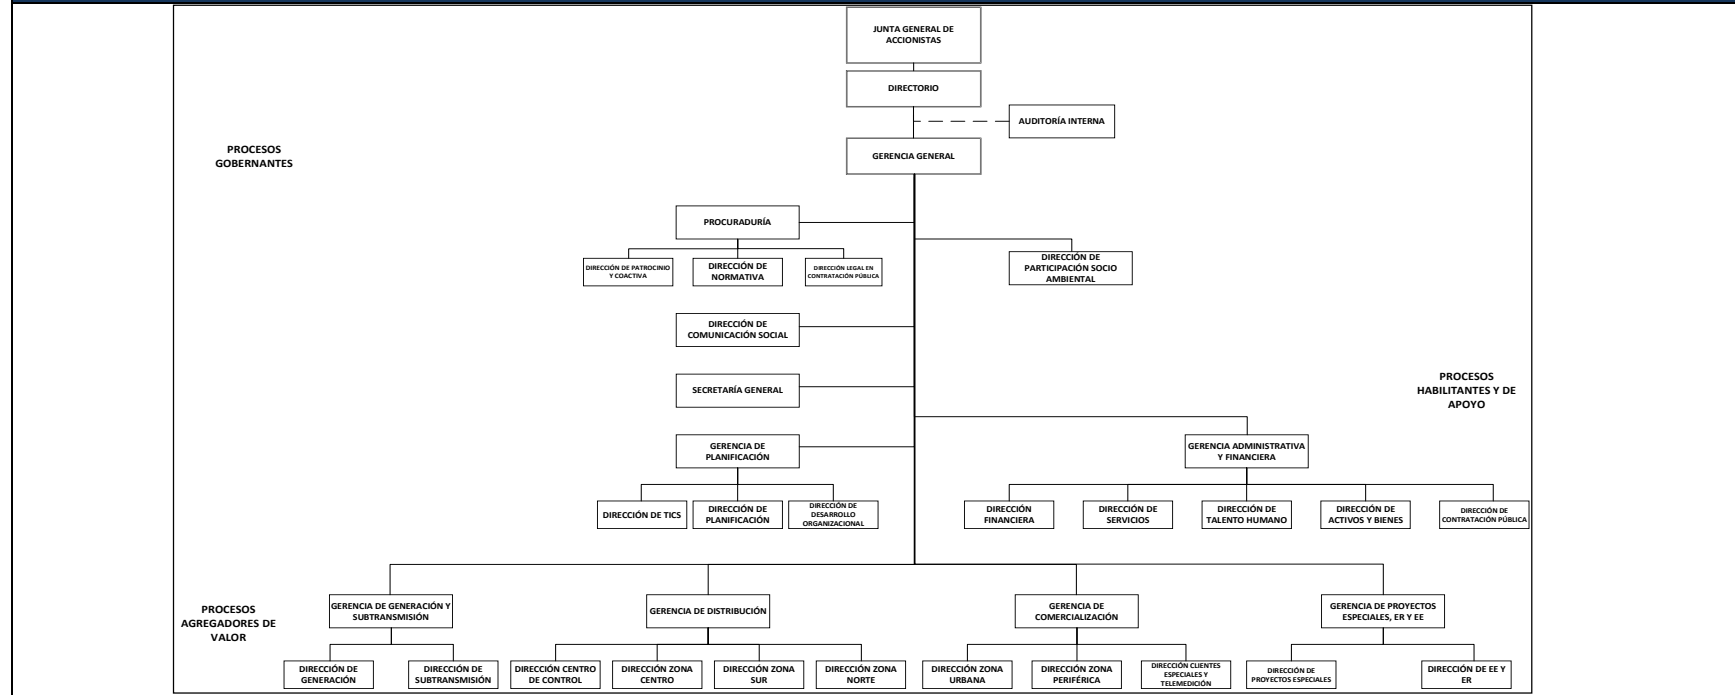 JUNTA GENERAL DE
ACCIONISTAS
DIRECTORIO
AUDITORÍA INTERNA
PROCESOS
GOBERNANTES
GERENCIA GENERAL
PROCURADURÍA
DIRECCIÓN DE PATROCINIO
Y COACTIVA
DIRECCIÓN DE
NORMATIVA
DIRECCIÓN LEGAL EN
CONTRATACIÓN PÚBLICA
DIRECCIÓN DE
PARTICIPACIÓN SOCIO
AMBIENTAL
DIRECCIÓN DE
COMUNICACIÓN SOCIAL
SECRETARÍA GENERAL
PROCESOS
HABILITANTES Y DE
APOYO
GERENCIA DE
PLANIFICACIÓN
GERENCIA ADMINISTRATIVA
Y FINANCIERA
DIRECCIÓN DE TICS
DIRECCIÓN DE
PLANIFICACIÓN
DIRECCIÓN DE
DESARROLLO
ORGANIZACIONAL
DIRECCIÓN
FINANCIERA
DIRECCIÓN DE
SERVICIOS
DIRECCIÓN DE
TALENTO HUMANO
DIRECCIÓN DE
ACTIVOS Y BIENES
DIRECCIÓN DE
CONTRATACIÓN PÚBLICA
PROCESOS
AGREGADORES DE
VALOR
GERENCIA DE GENERACIÓN Y
SUBTRANSMISIÓN
GERENCIA DE DISTRIBUCIÓN
GERENCIA DE
COMERCIALIZACIÓN
GERENCIA DE PROYECTOS
ESPECIALES, ER Y EE
DIRECCIÓN DE
GENERACIÓN
DIRECCIÓN DE
SUBTRANSMISIÓN
DIRECCIÓN CENTRO
DE CONTROL
DIRECCIÓN ZONA
CENTRO
DIRECCIÓN ZONA
SUR
DIRECCIÓN ZONA
NORTE
DIRECCIÓN ZONA
URBANA
DIRECCIÓN ZONA
PERIFÉRICA
DIRECCIÓN CLIENTES
ESPECIALES Y
TELEMEDICIÓN
DIRECCIÓN DE
PROYECTOS ESPECIALES
DIRECCIÓN DE EE Y
ER